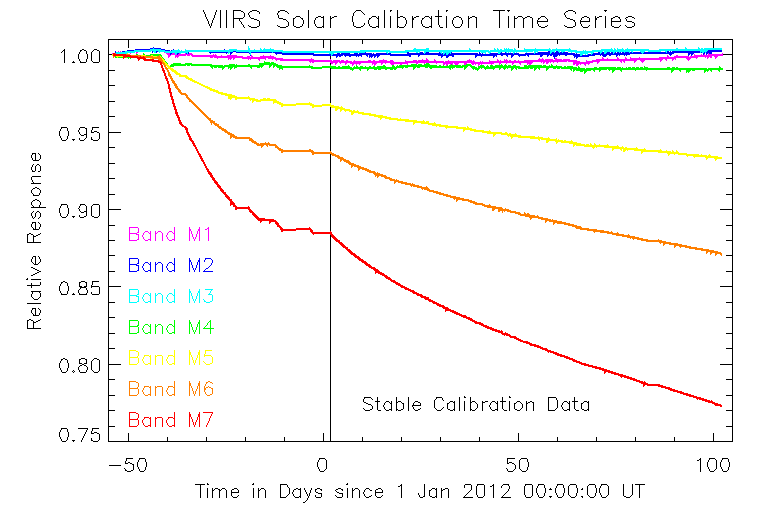 VIIRS Solar Calibration Time Series
Relative Response
1.00
0.95
0.90
0.85
0.80
0.75
Band M1
Band M2
Band M3
Band M4
Band M5
Band M6
Band M7
Stable Calibration Data
−50 0 50 100
Time in Days since 1 Jan 2012 00:00:00 UT